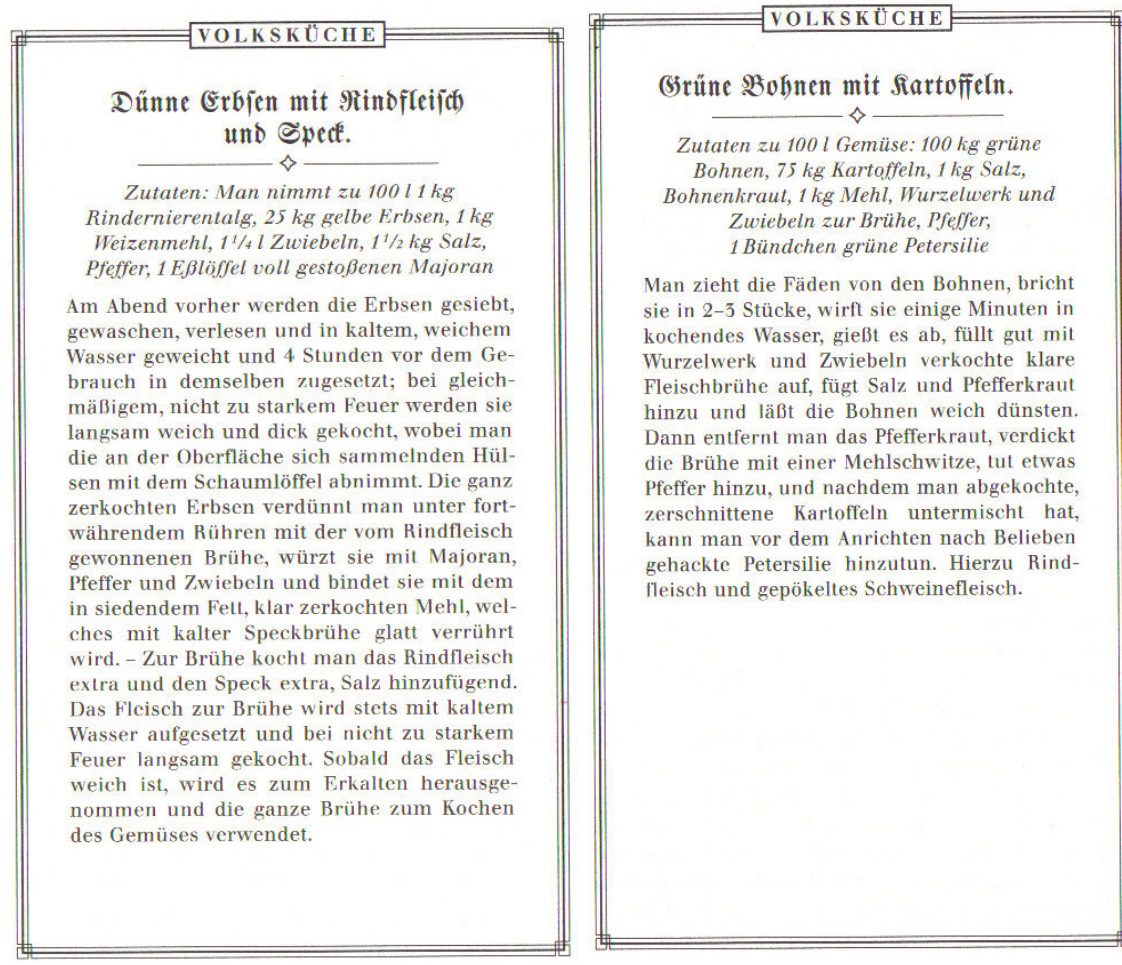 VOLKSKÜCHE
Dünne Erbsen mit Rindfleisch
und Speck.
Zutaten: Man nimmt zu 100 l 1 kg
Rindernierentalg, 25 kg gelbe Erbsen, 1 kg
Weizenmehl, 1 1/4 l Zwiebeln, 1 1/2 kg Salz,
Pfeffer, 1 Eßlöffel voll gestoßenen Majoran
Am Abend vorher werden die Erbsen gesiebt,
gewaschen, verlesen und in kaltem, weichem
Wasser geweicht und 4 Stunden vor dem Ge-
brauch in demselben zugesetzt; bei gleich-
mäßigem, nicht zu starkem Feuer werden sie
langsam weich und dick gekocht, wobei man
die an der Oberfläche sich sammelnden Hül-
sen mit dem Schaumlöffel abnimmt. Die ganz
zerkochten Erbsen verdünnt man unter fort-
währendem Rühren mit der vom Rindfleisch
gewonnenen Brühe, würzt sie mit Majoran,
Pfeffer und Zwiebeln und bindet sie mit dem
in siedendem Fett, klar zerkochten Mehl, wel-
ches mit kalter Speckbrühe glatt verrührt
wird. – Zur Brühe kocht man das Rindfleisch
extra und den Speck extra, Salz hinzufügend.
Das Fleisch zur Brühe wird stets mit kaltem
Wasser aufgesetzt und bei nicht zu starkem
Feuer langsam gekocht. Sobald das Fleisch
weich ist, wird es zum Erkalten herausge-
nommen und die ganze Brühe zum Kochen
des Gemüses verwendet.
VOLKSKÜCHE
Grüne Bohnen mit Kartoffeln.
Zutaten zu 100 l Gemüse: 100 kg grüne
Bohnen, 75 kg Kartoffeln, 1 kg Salz,
Bohnenkraut, 1 kg Mehl, Wurzelwerk und
Zwiebeln zur Brühe, Pfeffer,
1 Bündchen grüne Petersilie
Man zieht die Fäden von den Bohnen, bricht
sie in 2–3 Stücke, wirft sie einige Minuten in
kochendes Wasser, gießt es ab, füllt gut mit
Wurzelwerk und Zwiebeln verkochte klare
Fleischbrühe auf, fügt Salz und Pfefferkraut
hinzu und läßt die Bohnen weich dünsten.
Dann entfernt man das Pfefferkraut, verdickt
die Brühe mit einer Mehlschwitze, tut etwas
Pfeffer hinzu, und nachdem man abgekochte,
zerschnittene Kartoffeln untermischt hat,
kann man vor dem Anrichten nach Belieben
gehackte Petersilie hinzutun. Hierzu Rind-
fleisch und gepökeltes Schweinefleisch.